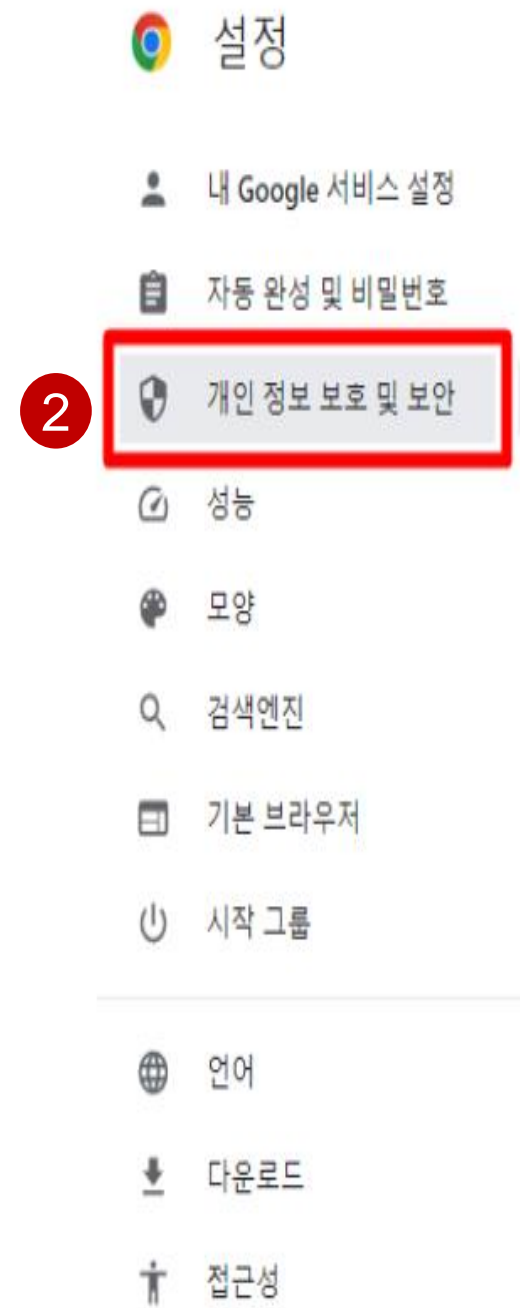 설정
내 Google 서비스 설정
자동 완성 및 비밀번호
2 개인 정보 보호 및 보안
성능
모양
검색엔진
기본 브라우저
시작 그룹
언어
다운로드
접근성